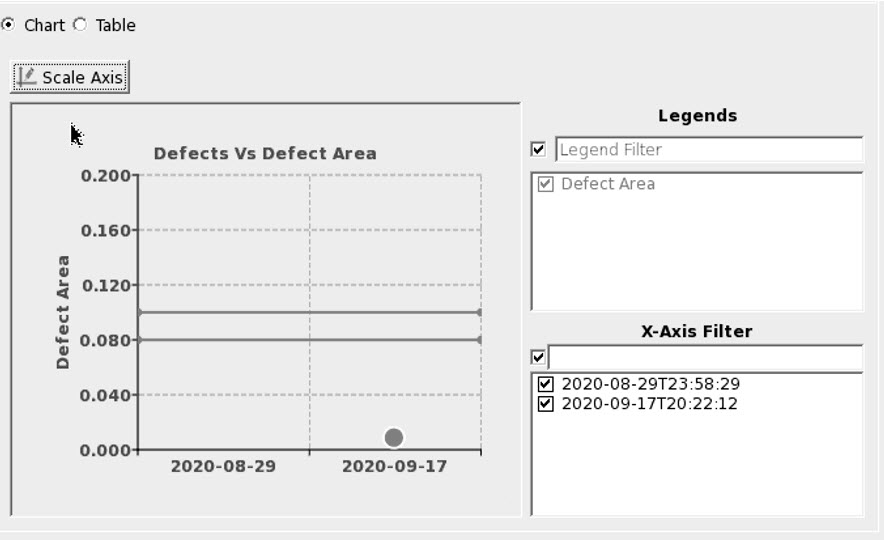 Chart Table
Scale Axis
Defects Vs Defect Area
0.200
0.160
0.120
0.080
0.040
0.000
Defect Area
2020-08-29 2020-09-17
Legends
Legend Filter
Defect Area
X-Axis Filter
2020-08-29T23:58:29
2020-09-17T20:22:12